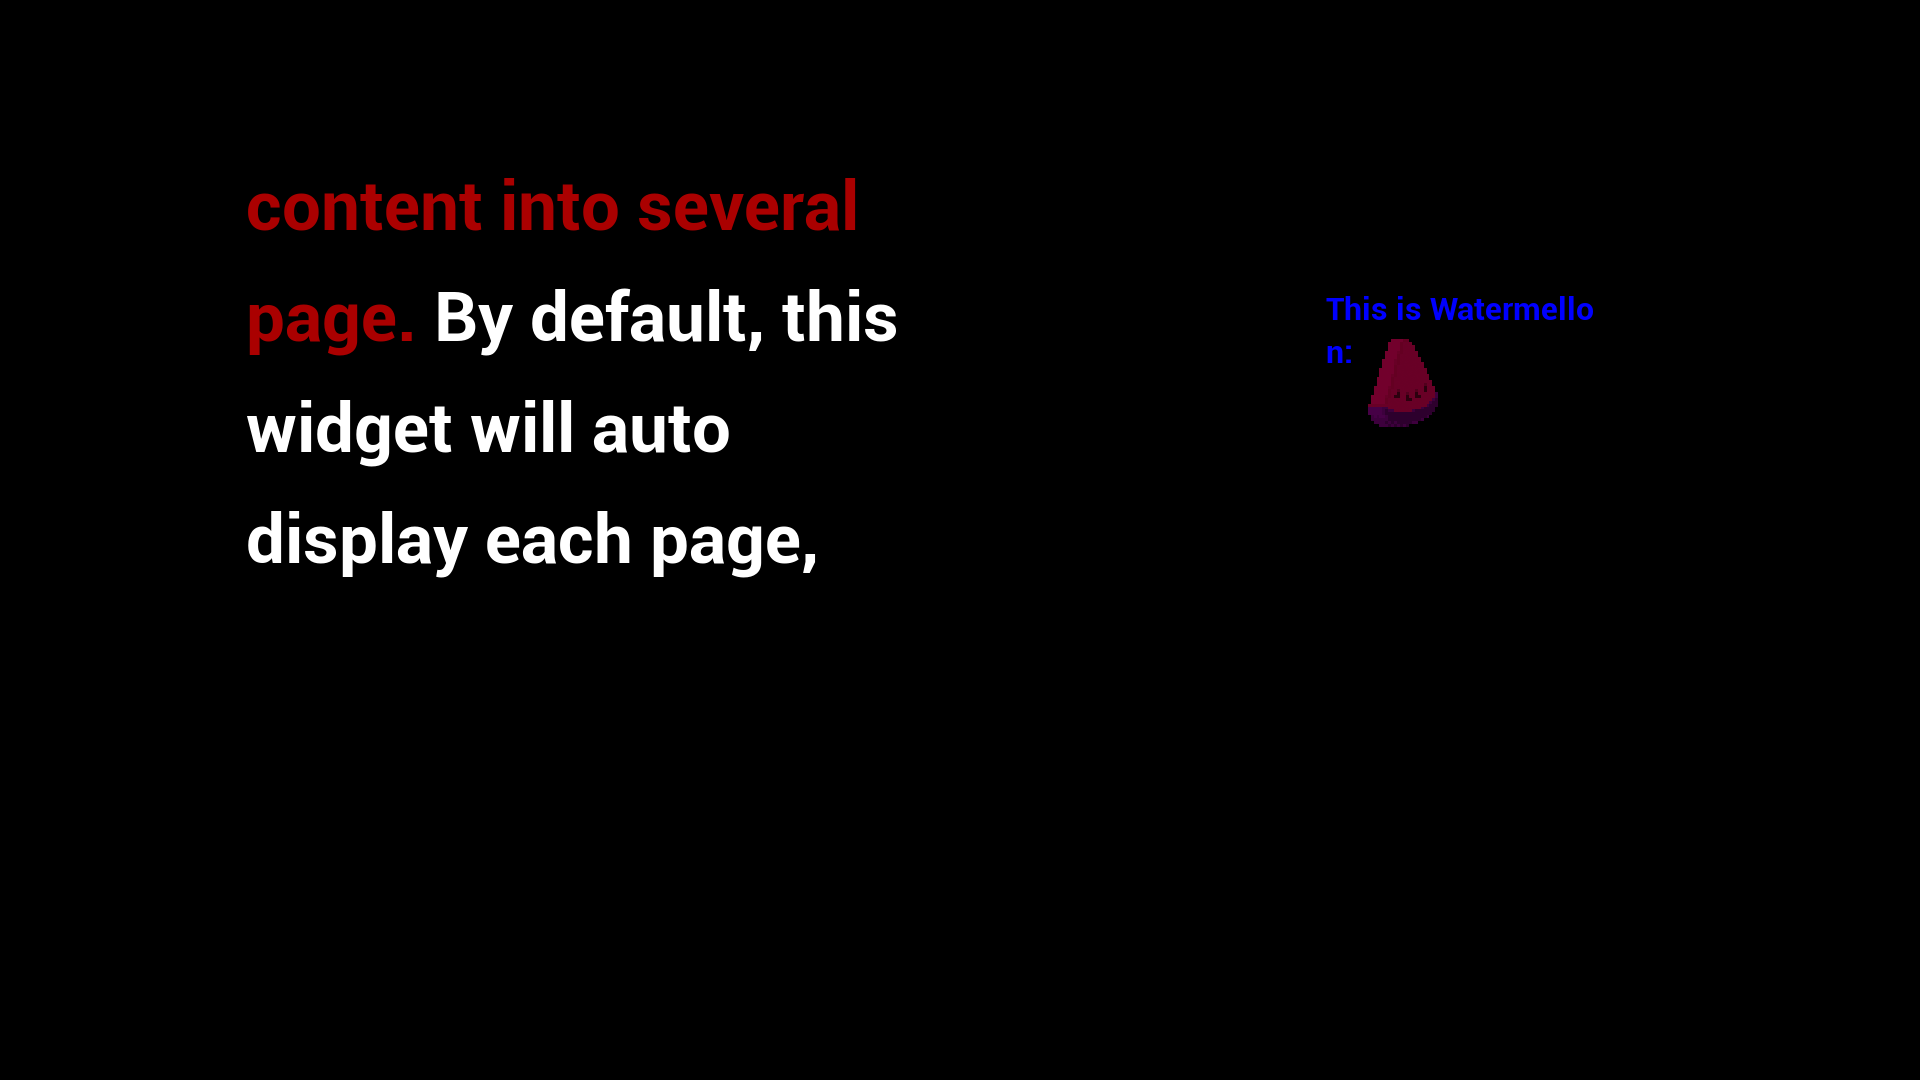 content into several
page. By default, this
widget will auto
display each page,
This is Watermello
n: